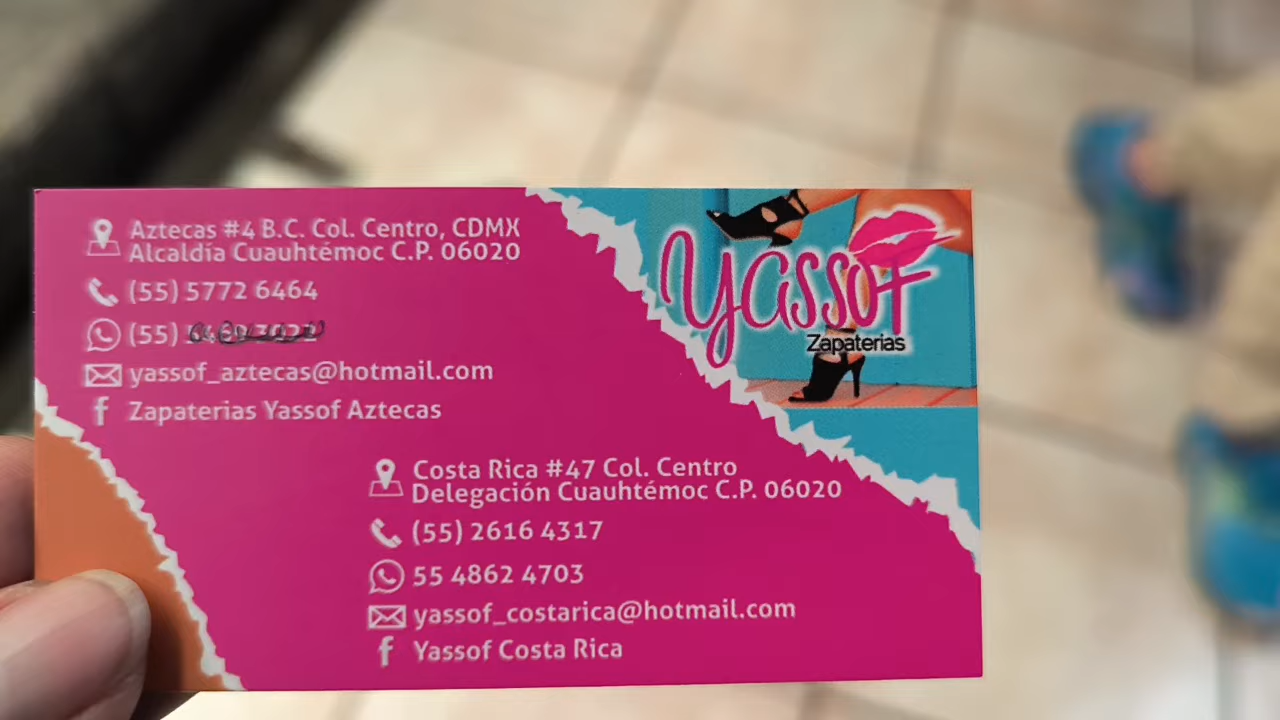 Aztecas #4 B.C. Col. Centro, CDMX
Alcaldía Cuauhtémoc C.P. 06020
(55) 5772 6464
(55)
yassof_aztecas@hotmail.com
f Zapaterias Yassof Aztecas
yassof
Zapaterias
Costa Rica #47 Col. Centro
Delegación Cuauhtémoc C.P. 06020
(55) 2616 4317
55 4862 4703
yassof_costarica@hotmail.com
f Yassof Costa Rica